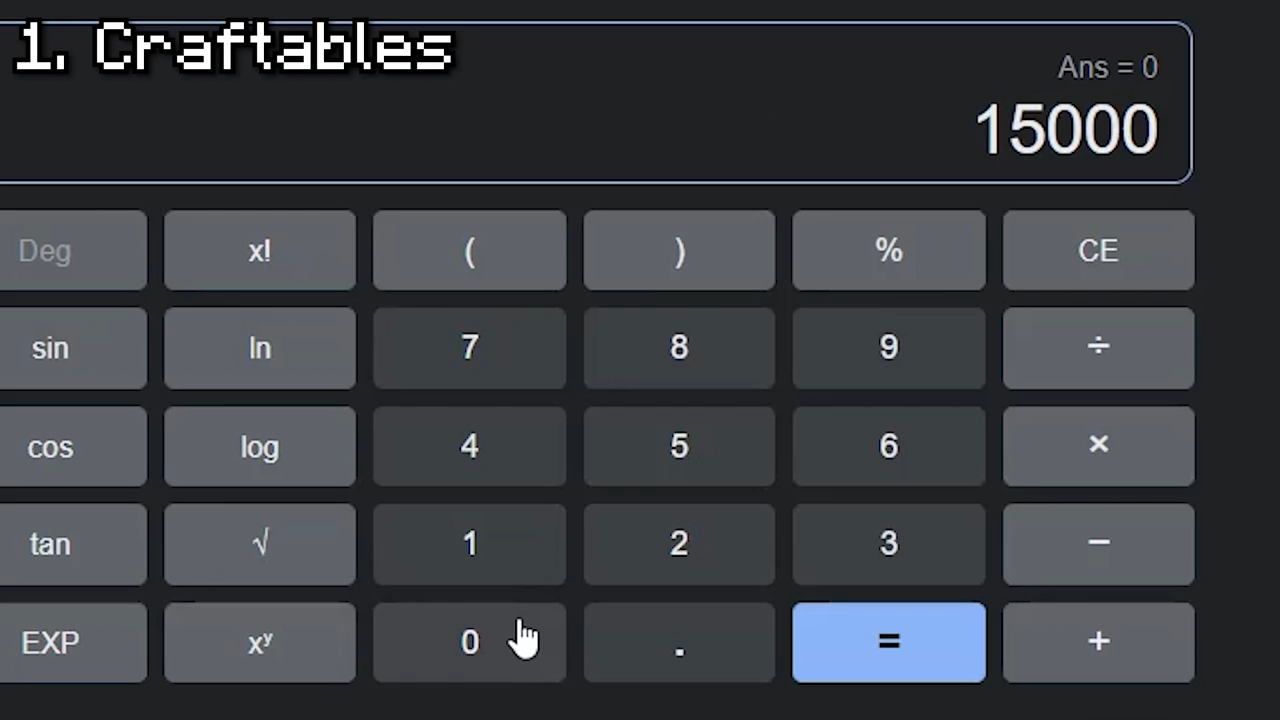 1. Craftables
Ans = 0
15000
Deg x! ( ) % CE
sin ln 7 8 9 ÷
cos log 4 5 6 ×
tan √ 1 2 3 −
EXP xʸ 0 . = +